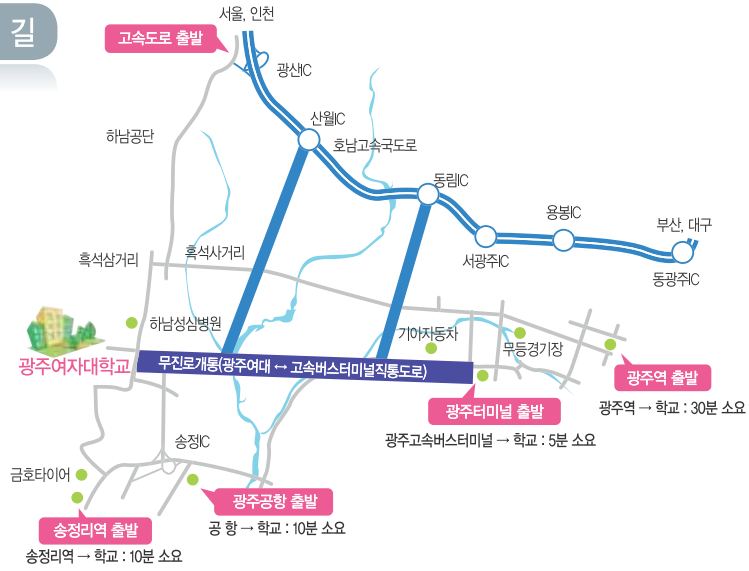 길
서울, 인천
고속도로 출발
광산IC
산월IC
하남공단
호남고속국도로
동림IC
용봉IC
부산, 대구
서광주IC
흑석사거리
흑석삼거리
동광주IC
하남성심병원
기아자동차
무등경기장
광주여자대학교
무진로개통(광주여대 ↔ 고속버스터미널직통도로)
광주역 출발
광주역 → 학교 : 30분 소요
광주터미널 출발
광주고속버스터미널 → 학교 : 5분 소요
송정IC
금호타이어
광주공항 출발
공 항 → 학교 : 10분 소요
송정리역 출발
송정리역 → 학교 : 10분 소요